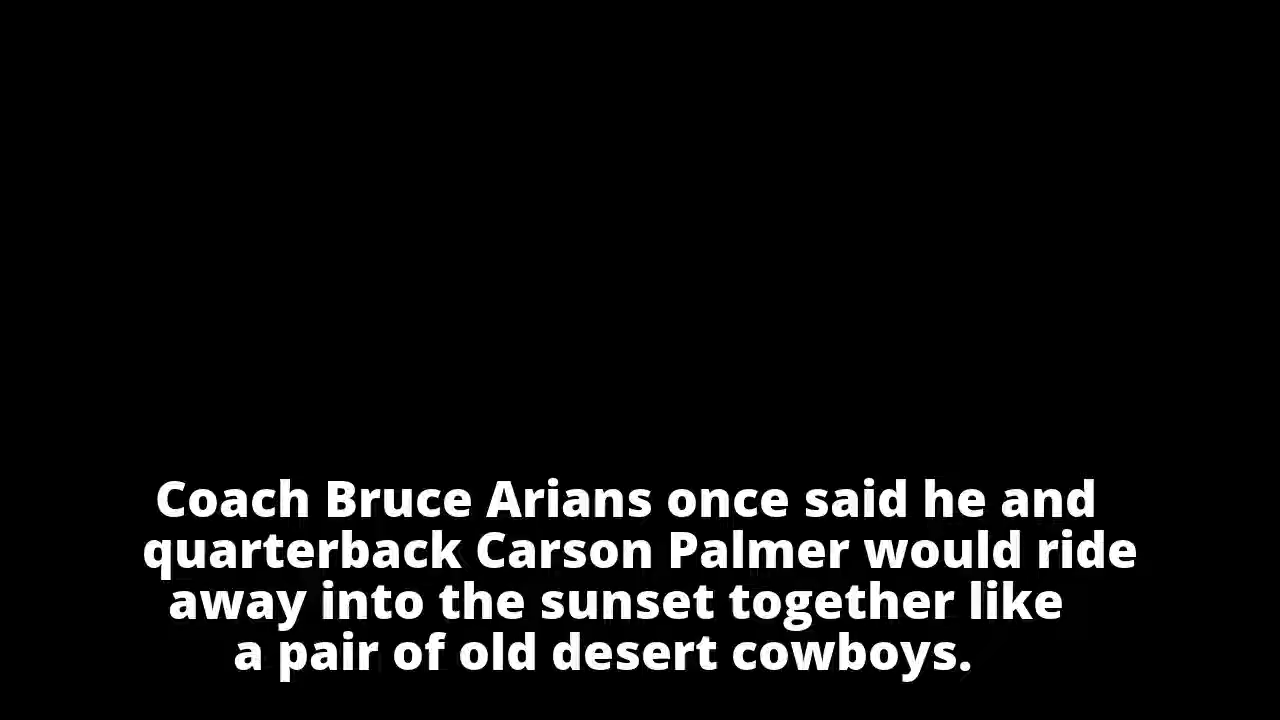 Coach Bruce Arians once said he and
quarterback Carson Palmer would ride
away into the sunset together like
a pair of old desert cowboys.